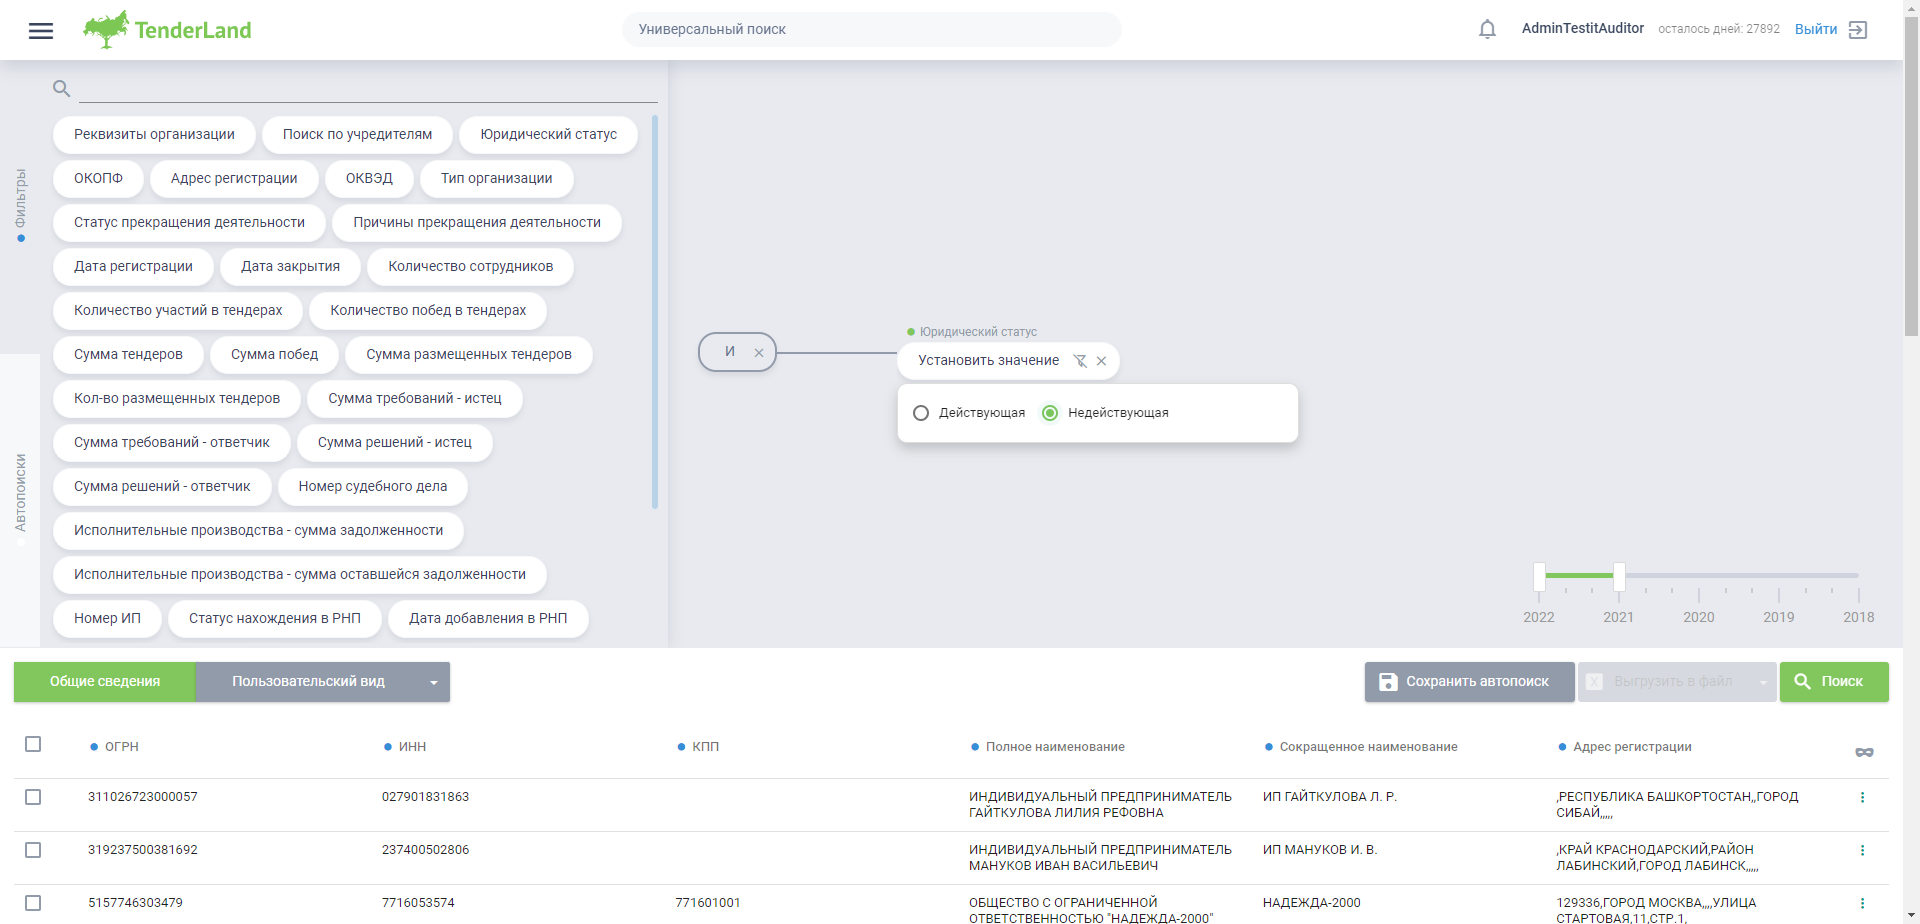 TenderLand
Универсальный поиск
AdminTestitAuditor
осталось дней: 27892
Выйти
Фильтры
Автопоиски
Реквизиты организации
Поиск по учредителям
Юридический статус
ОКОПФ
Адрес регистрации
ОКВЭД
Тип организации
Статус прекращения деятельности
Причины прекращения деятельности
Дата регистрации
Дата закрытия
Количество сотрудников
Количество участий в тендерах
Количество побед в тендерах
Сумма тендеров
Сумма побед
Сумма размещенных тендеров
Кол-во размещенных тендеров
Сумма требований - истец
Сумма требований - ответчик
Сумма решений - истец
Сумма решений - ответчик
Номер судебного дела
Исполнительные производства - сумма задолженности
Исполнительные производства - сумма оставшейся задолженности
Номер ИП
Статус нахождения в РНП
Дата добавления в РНП
И
Юридический статус
Установить значение
Действующая
Недействующая
2022
2021
2020
2019
2018
Общие сведения
Пользовательский вид
Сохранить автопоиск
Выгрузить в файл
Поиск
ОГРН
ИНН
КПП
Полное наименование
Сокращенное наименование
Адрес регистрации
311026723000057
027901831863
ИНДИВИДУАЛЬНЫЙ ПРЕДПРИНИМАТЕЛЬ
ГАЙТКУЛОВА ЛИЛИЯ РЕФОВНА
ИП ГАЙТКУЛОВА Л. Р.
,РЕСПУБЛИКА БАШКОРТОСТАН,,ГОРОД
СИБАЙ,,,,,
319237500381692
237400502806
ИНДИВИДУАЛЬНЫЙ ПРЕДПРИНИМАТЕЛЬ
МАНУКОВ ИВАН ВАСИЛЬЕВИЧ
ИП МАНУКОВ И. В.
,КРАЙ КРАСНОДАРСКИЙ,РАЙОН
ЛАБИНСКИЙ,ГОРОД ЛАБИНСК,,,,,
5157746303479
7716053574
771601001
ОБЩЕСТВО С ОГРАНИЧЕННОЙ
ОТВЕТСТВЕННОСТЬЮ "НАДЕЖДА-2000"
НАДЕЖДА-2000
129336,ГОРОД МОСКВА,,,,УЛИЦА
СТАРТОВАЯ,11,СТР.1,